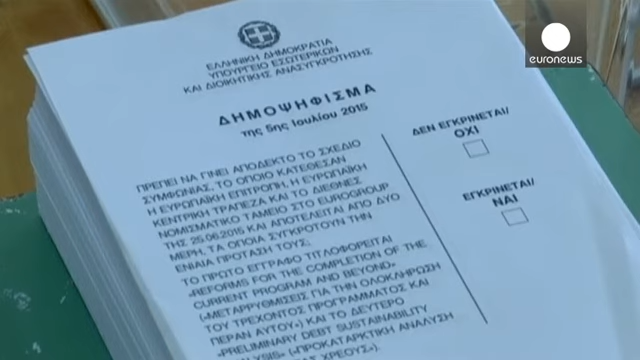 ΕΛΛΗΝΙΚΗ ΔΗΜΟΚΡΑΤΙΑ
ΥΠΟΥΡΓΕΙΟ ΕΣΩΤΕΡΙΚΩΝ
ΚΑΙ ΔΙΟΙΚΗΤΙΚΗΣ ΑΝΑΣΥΓΚΡΟΤΗΣΗΣ
ΔΗΜΟΨΗΦΙΣΜΑ
της 5ης Ιουλίου 2015
ΠΡΕΠΕΙ ΝΑ ΓΙΝΕΙ ΑΠΟΔΕΚΤΟ ΤΟ ΣΧΕΔΙΟ
ΣΥΜΦΩΝΙΑΣ, ΤΟ ΟΠΟΙΟ ΚΑΤΕΘΕΣΑΝ
Η ΕΥΡΩΠΑΪΚΗ ΕΠΙΤΡΟΠΗ, Η ΕΥΡΩΠΑΪΚΗ
ΚΕΝΤΡΙΚΗ ΤΡΑΠΕΖΑ ΚΑΙ ΤΟ ΔΙΕΘΝΕΣ
ΝΟΜΙΣΜΑΤΙΚΟ ΤΑΜΕΙΟ ΣΤΟ EUROGROUP
ΤΗΣ 25.06.2015 ΚΑΙ ΑΠΟΤΕΛΕΙΤΑΙ ΑΠΟ ΔΥΟ
ΜΕΡΗ, ΤΑ ΟΠΟΙΑ ΣΥΓΚΡΟΤΟΥΝ ΤΗΝ
ΕΝΙΑΙΑ ΠΡΟΤΑΣΗ ΤΟΥΣ:
ΤΟ ΠΡΩΤΟ ΕΓΓΡΑΦΟ ΤΙΤΛΟΦΟΡΕΙΤΑΙ
«REFORMS FOR THE COMPLETION OF THE
CURRENT PROGRAM AND BEYOND»
(«ΜΕΤΑΡΡΥΘΜΙΣΕΙΣ ΓΙΑ ΤΗΝ ΟΛΟΚΛΗΡΩΣΗ
ΤΟΥ ΤΡΕΧΟΝΤΟΣ ΠΡΟΓΡΑΜΜΑΤΟΣ ΚΑΙ
ΠΕΡΑΝ ΑΥΤΟΥ») ΚΑΙ ΤΟ ΔΕΥΤΕΡΟ
«PRELIMINARY DEBT SUSTAINABILITY
ANALYSIS» («ΠΡΟΚΑΤΑΡΚΤΙΚΗ ΑΝΑΛΥΣΗ
ΧΡΕΟΥΣ»).
ΔΕΝ ΕΓΚΡΙΝΕΤΑΙ/
ΟΧΙ
ΕΓΚΡΙΝΕΤΑΙ/
ΝΑΙ
euronews